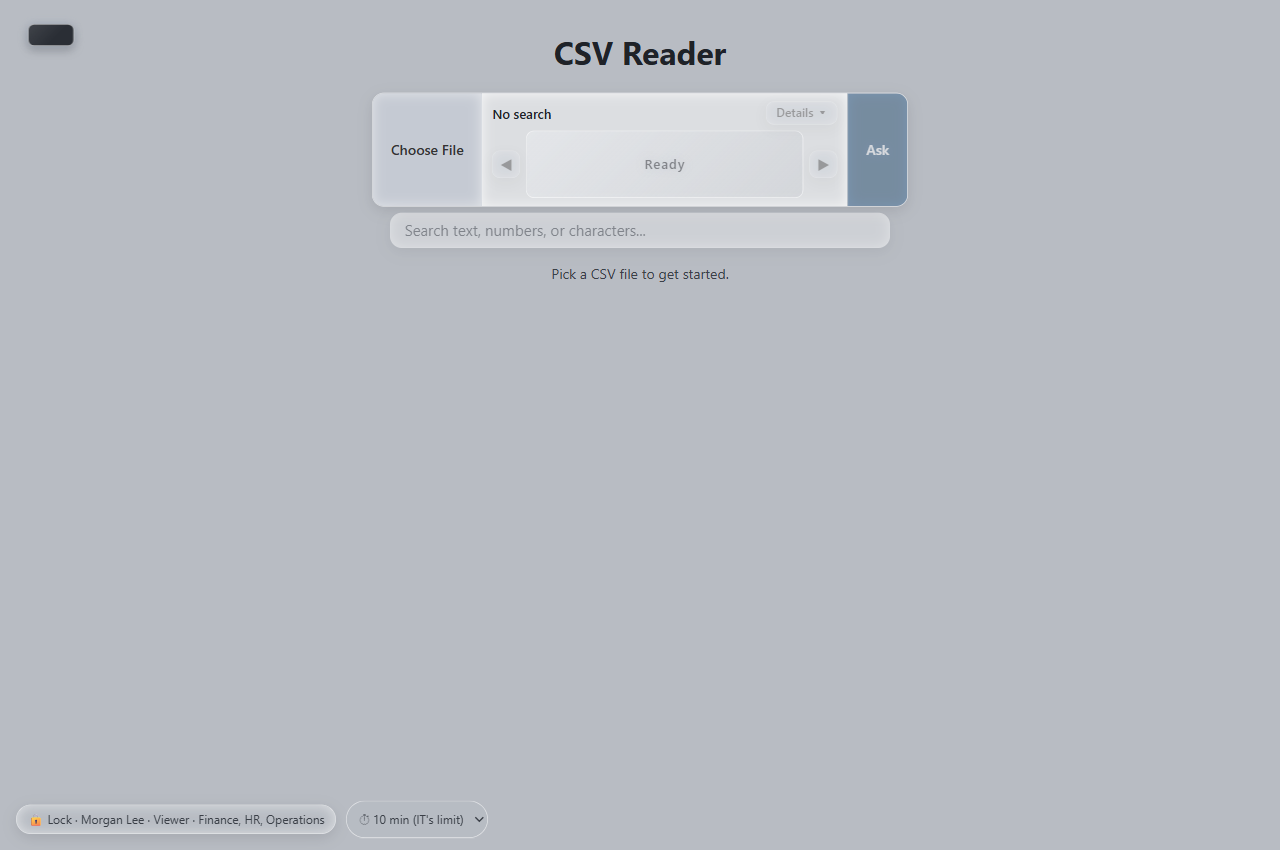 CSV Reader
Choose File
No search
Details ▾
◀
Ready
▶
Ask
Search text, numbers, or characters...
Pick a CSV file to get started.
🔒 Lock · Morgan Lee · Viewer · Finance, HR, Operations
⏱ 10 min (IT's limit)